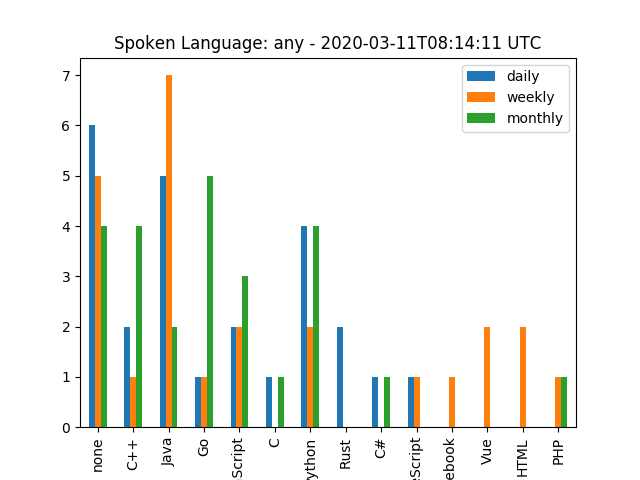 Spoken Language: any - 2020-03-11T08:14:11 UTC
daily
weekly
monthly
7
6
5
4
3
2
1
0
none
C++
Java
Go
Script
C
ython
Rust
C#
eScript
ebook
Vue
HTML
PHP